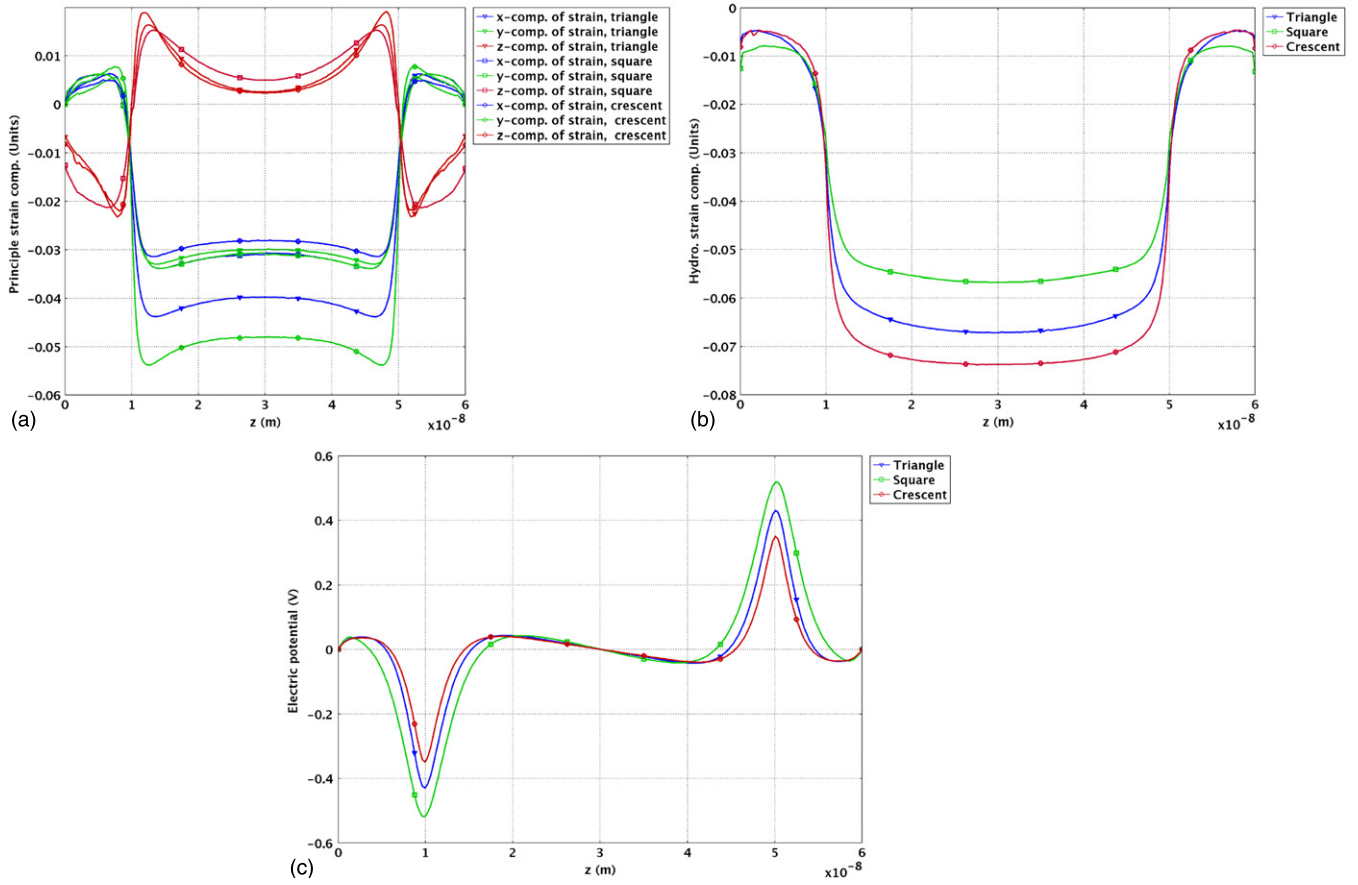 x-comp. of strain, triangle
y-comp. of strain, triangle
z-comp. of strain, triangle
x-comp. of strain, square
y-comp. of strain, square
z-comp. of strain, square
x-comp. of strain, crescent
y-comp. of strain, crescent
z-comp. of strain, crescent
Principle strain comp. (Units)
0.01
0
-0.01
-0.02
-0.03
-0.04
-0.05
-0.06
0 1 2 3 4 5 6
z (m)
x10⁻⁸
(a)
Triangle
Square
Crescent
Hydro. strain comp. (Units)
0
-0.01
-0.02
-0.03
-0.04
-0.05
-0.06
-0.07
-0.08
0 1 2 3 4 5 6
z (m)
x10⁻⁸
(b)
Triangle
Square
Crescent
Electric potential (V)
0.6
0.4
0.2
0
-0.2
-0.4
-0.6
0 1 2 3 4 5 6
z (m)
x10⁻⁸
(c)